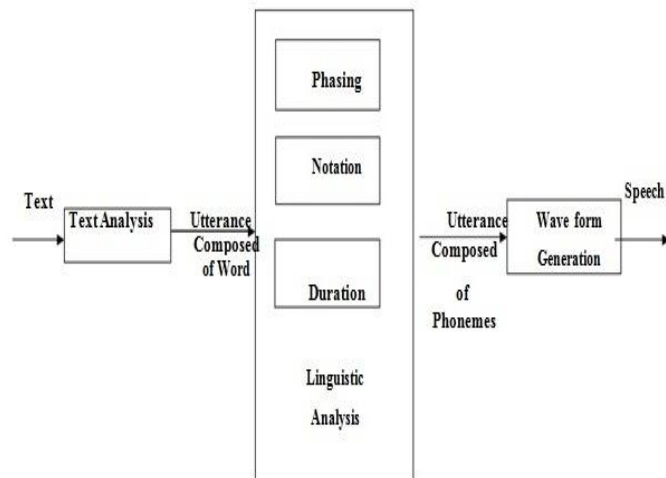 Text
Text Analysis
Utterance
Composed
of Word
Phasing
Notation
Duration
Linguistic
Analysis
Utterance
Composed
of
Phonemes
Wave form
Generation
Speech